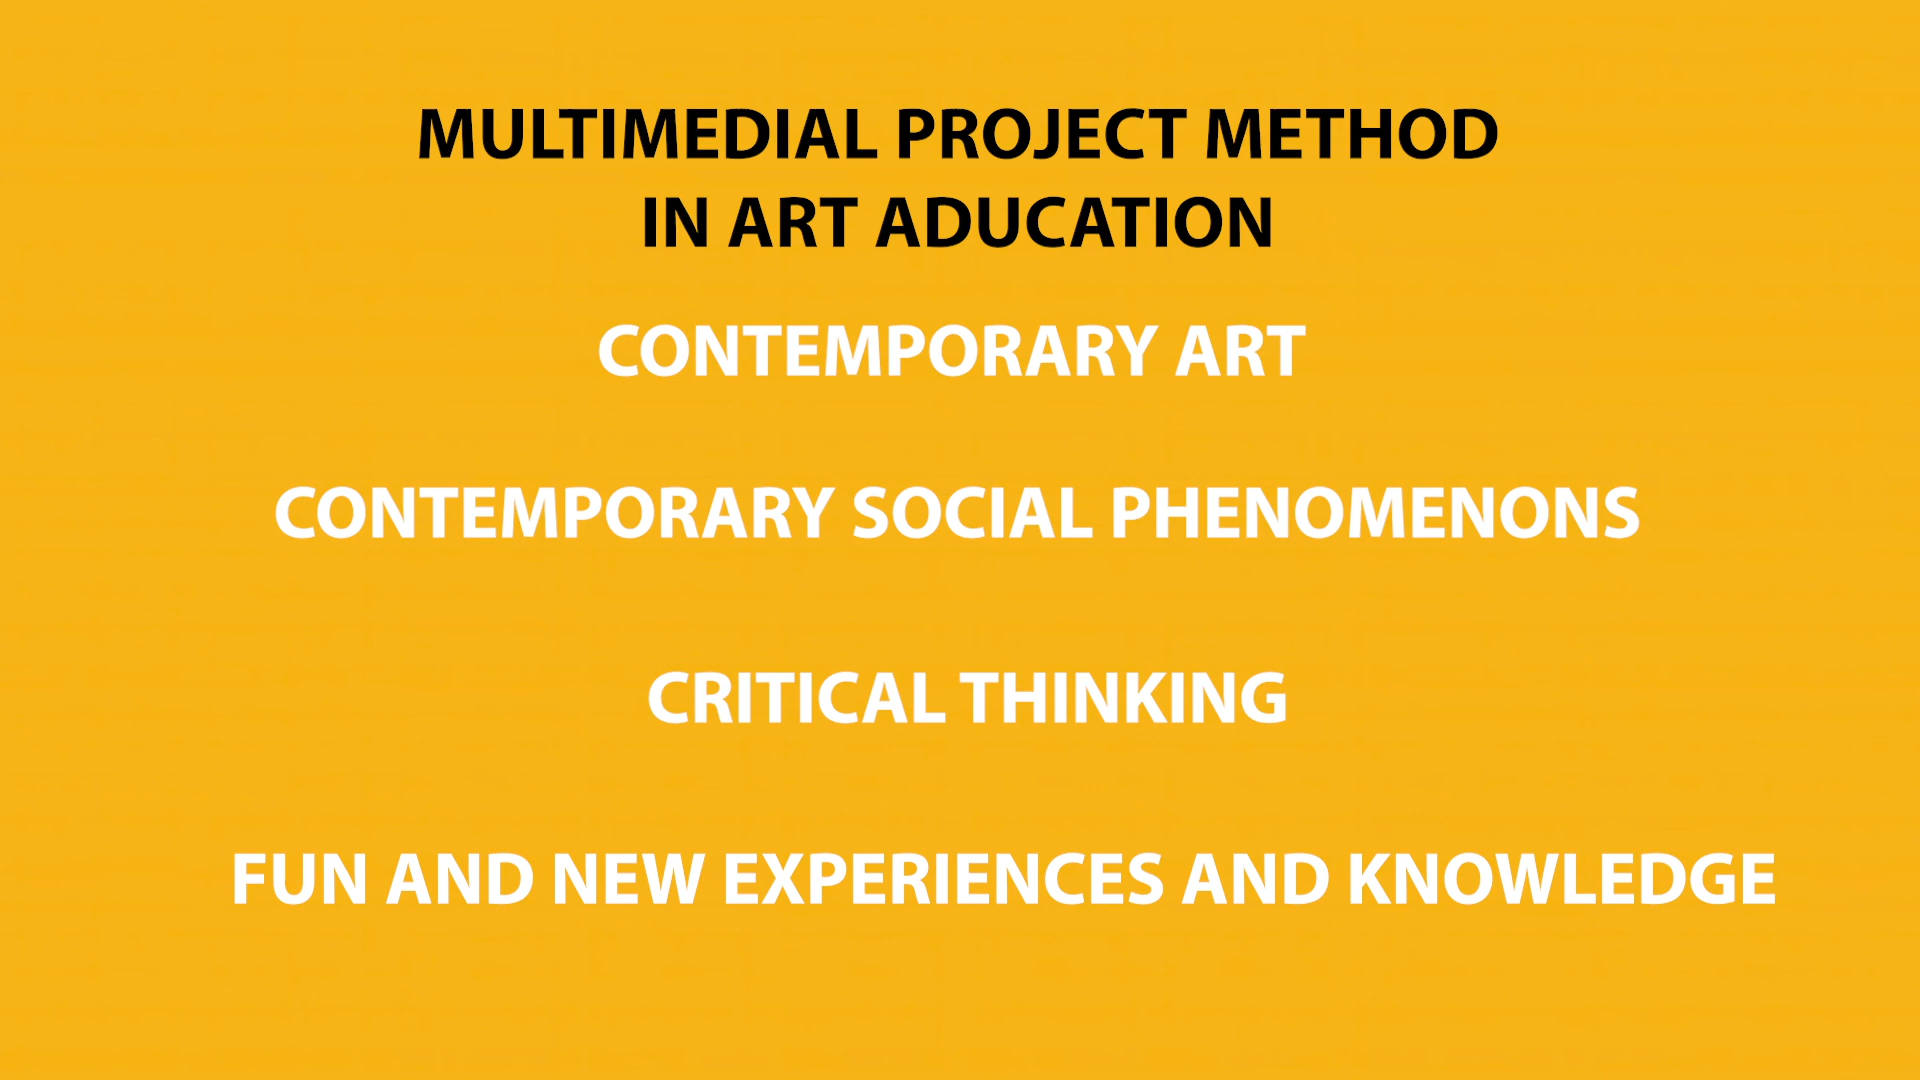 MULTIMEDIAL PROJECT METHOD
IN ART ADUCATION
CONTEMPORARY ART
CONTEMPORARY SOCIAL PHENOMENONS
CRITICAL THINKING
FUN AND NEW EXPERIENCES AND KNOWLEDGE